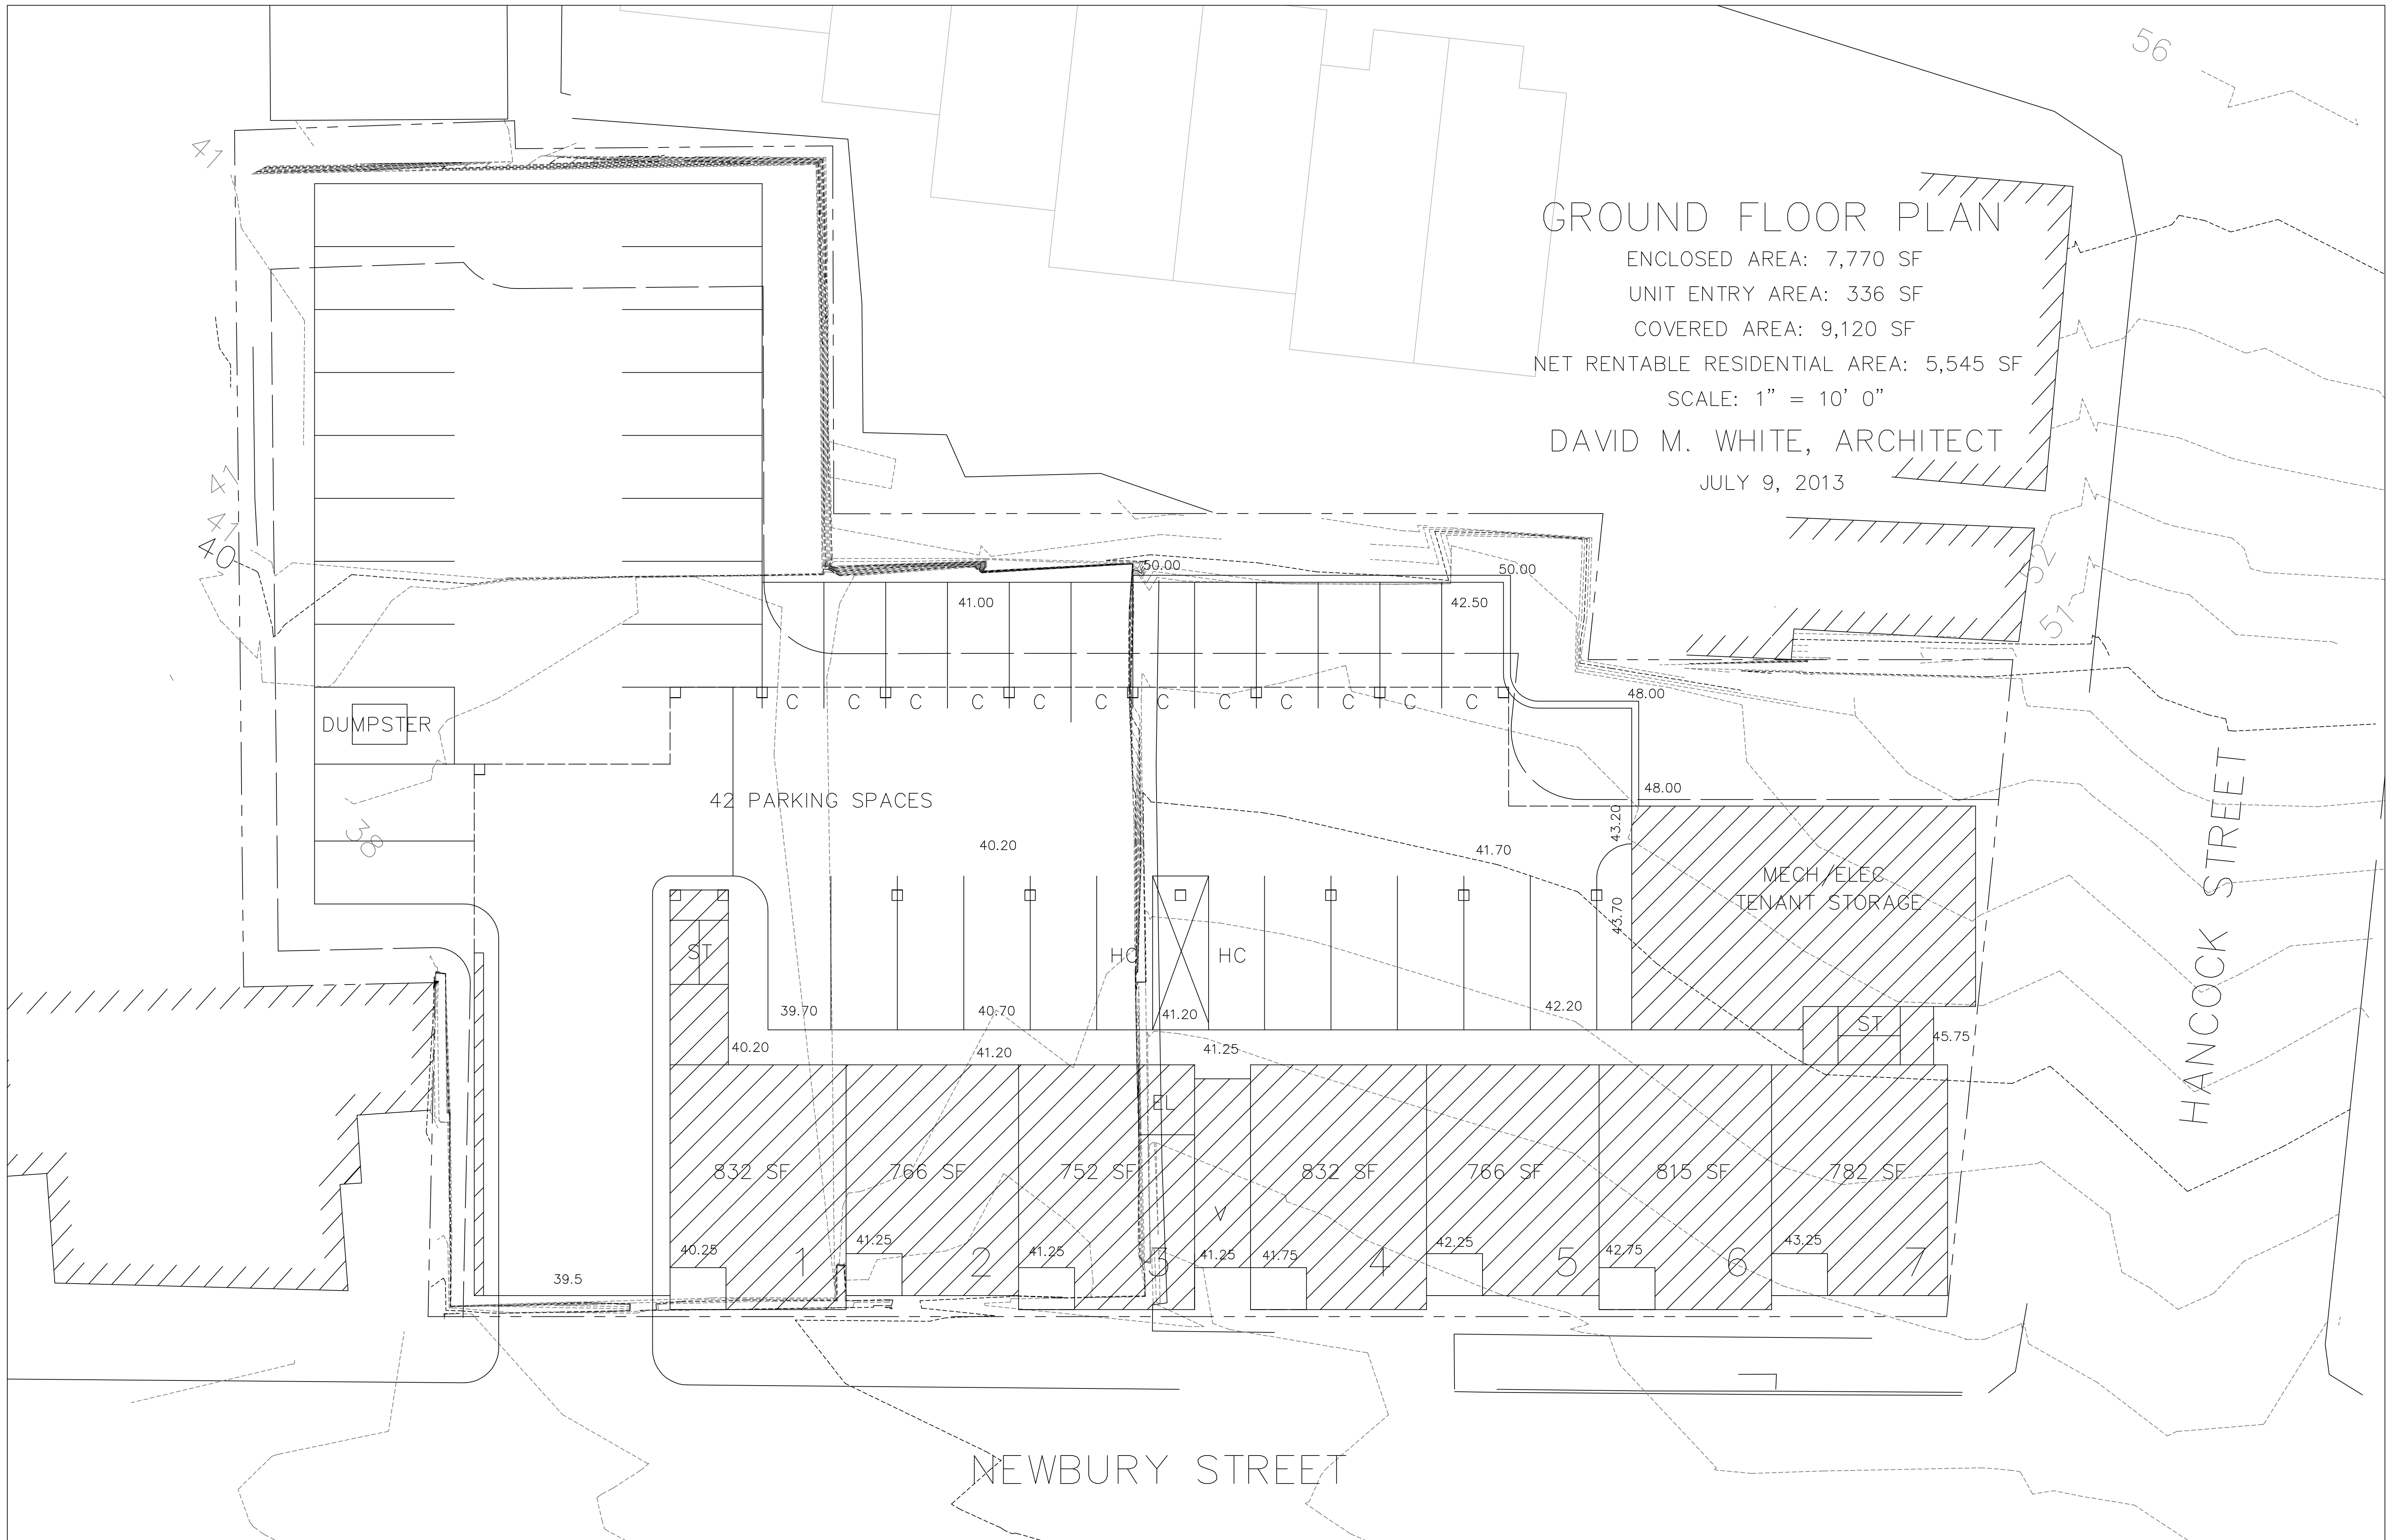 56
41
GROUND FLOOR PLAN
ENCLOSED AREA: 7,770 SF
UNIT ENTRY AREA: 336 SF
COVERED AREA: 9,120 SF
NET RENTABLE RESIDENTIAL AREA: 5,545 SF
SCALE: 1" = 10' 0"
DAVID M. WHITE, ARCHITECT
JULY 9, 2013
41
41
40
50.00
50.00
52
41.00
42.50
51
48.00
C C C C C C C C C C C C
DUMPSTER
48.00
42 PARKING SPACES
38
43.20
40.20
41.70
MECH/ELEC
TENANT STORAGE
43.70
HANCOCK STREET
ST
HC
HC
39.70
40.70
41.20
42.20
ST
40.20
41.20
41.25
45.75
EL
832 SF
766 SF
752 SF
832 SF
766 SF
815 SF
782 SF
V
40.25
41.25
41.25
41.25
41.75
42.25
42.75
43.25
1
2
3
4
5
6
7
39.5
NEWBURY STREET